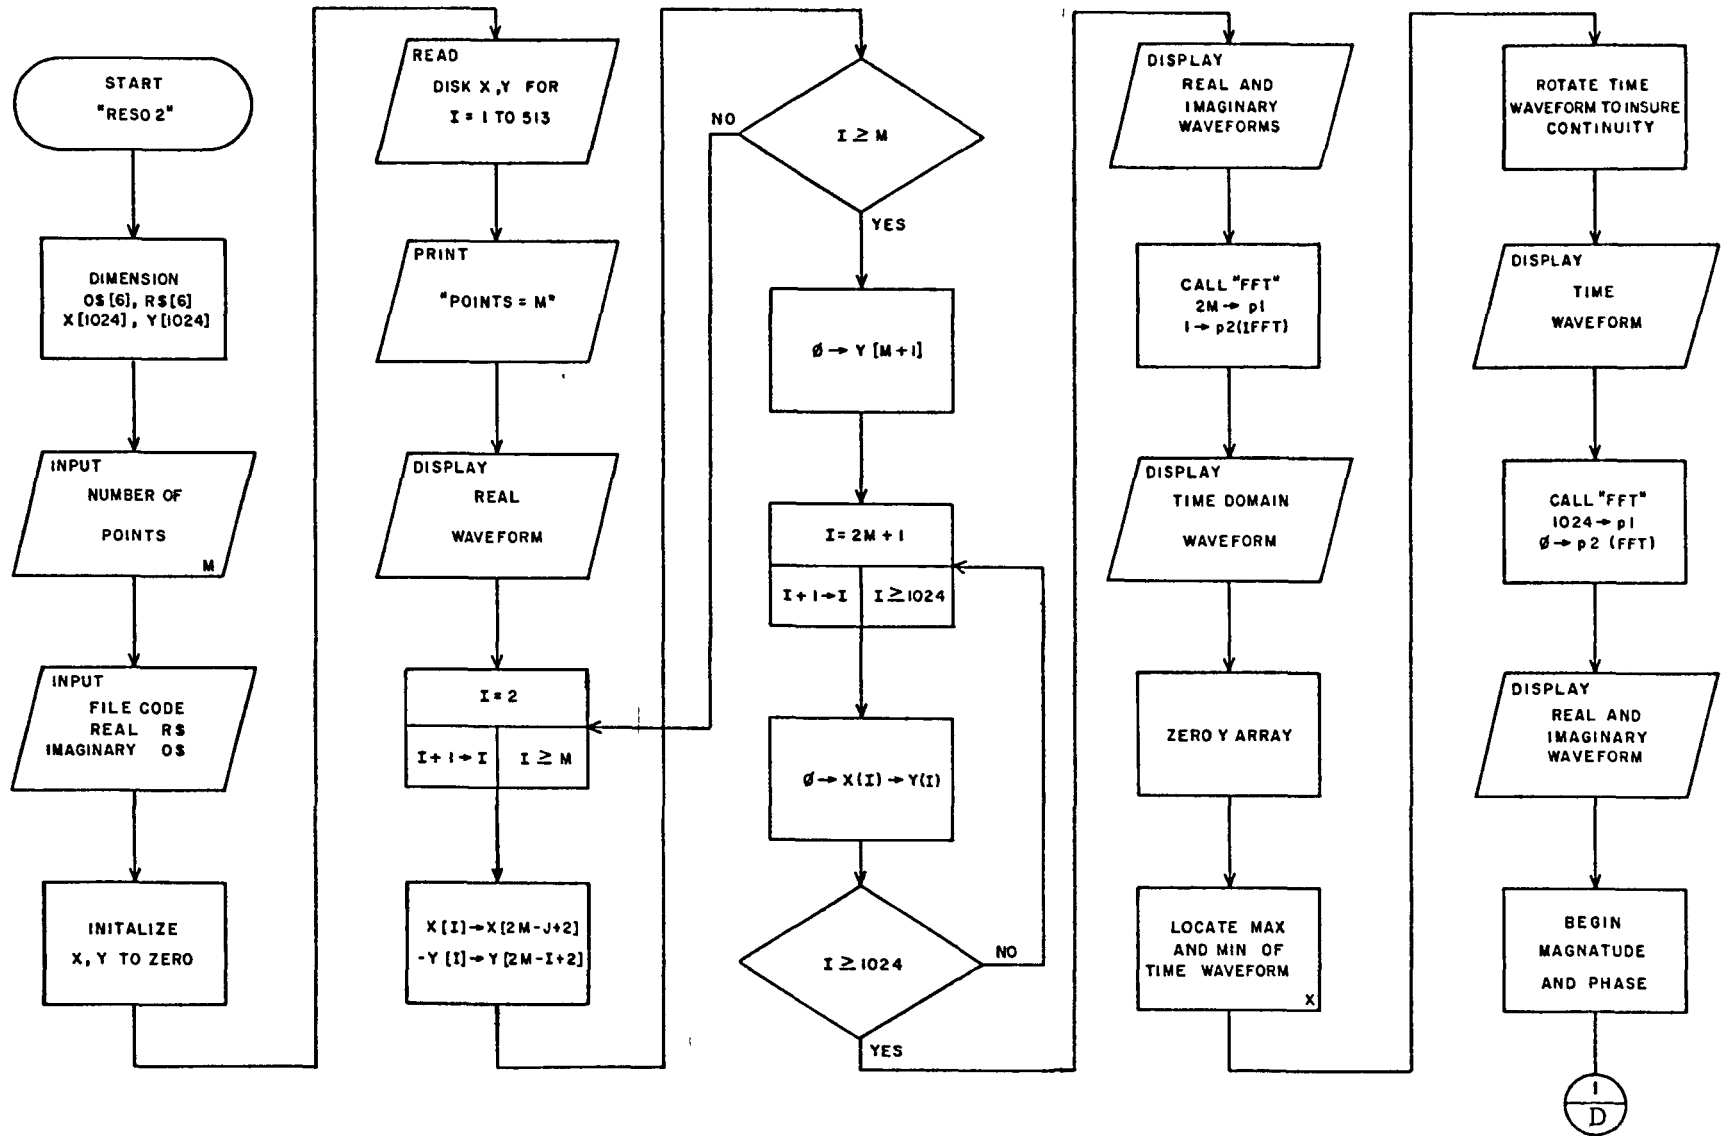 START
"RESO 2"
DIMENSION
O$ [6], R$ [6]
X [1024], Y [1024]
INPUT
NUMBER OF
POINTS
M
INPUT
FILE CODE
REAL R$
IMAGINARY O$
INITALIZE
X, Y TO ZERO
READ
DISK X,Y FOR
I = 1 TO 513
PRINT
"POINTS = M"
DISPLAY
REAL
WAVEFORM
I = 2
I + 1 → I
I ≥ M
X [I] → X [2M-J+2]
-Y [I] → Y [2M-I+2]
I ≥ M
NO
YES
Ø → Y [M+1]
I = 2M + 1
I + 1 → I
I ≥ 1024
Ø → X(I) → Y(I)
I ≥ 1024
NO
YES
DISPLAY
REAL AND
IMAGINARY
WAVEFORMS
CALL "FFT"
2M → p1
1 → p2(IFFT)
DISPLAY
TIME DOMAIN
WAVEFORM
ZERO Y ARRAY
LOCATE MAX
AND MIN OF
TIME WAVEFORM
X
ROTATE TIME
WAVEFORM TO INSURE
CONTINUITY
DISPLAY
TIME
WAVEFORM
CALL "FFT"
1024 → p1
Ø → p2 (FFT)
DISPLAY
REAL AND
IMAGINARY
WAVEFORM
BEGIN
MAGNATUDE
AND PHASE
1
D